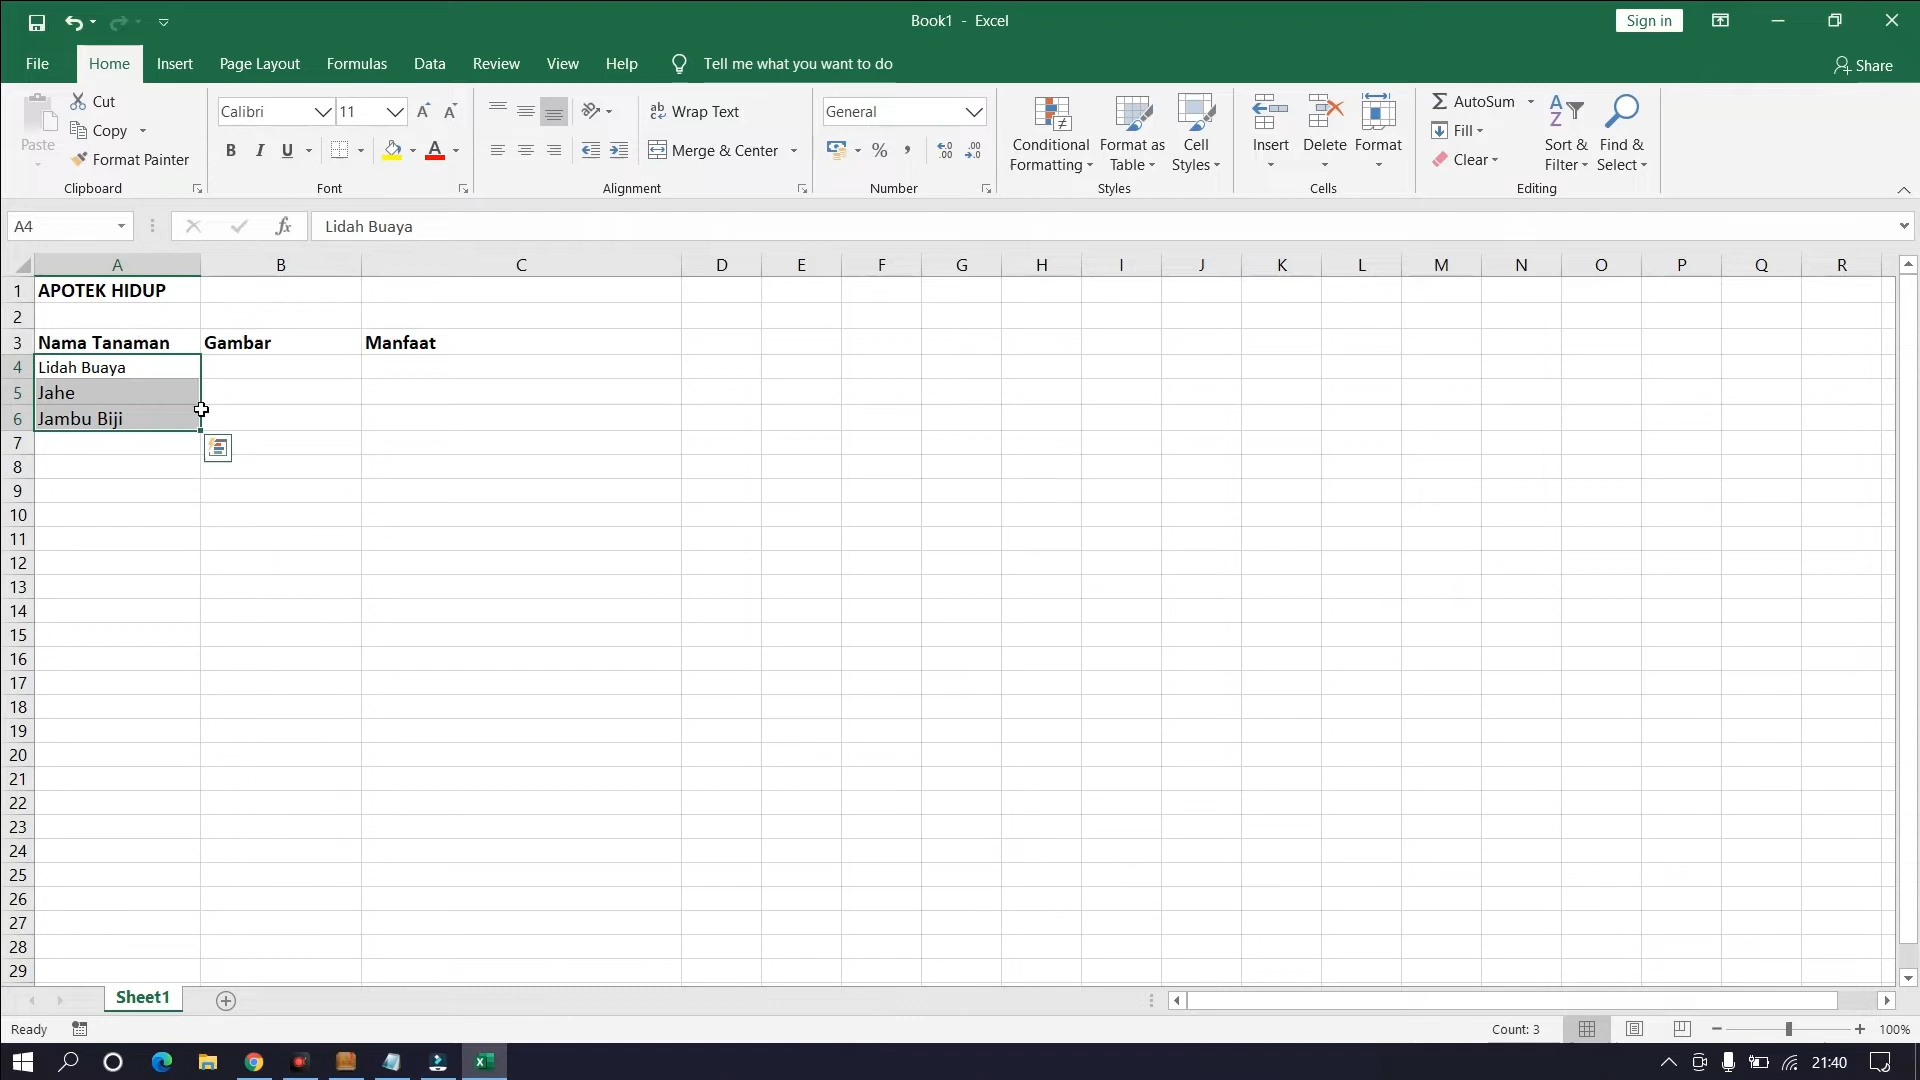 Book1 - Excel
Sign in
File Home Insert Page Layout Formulas Data Review View Help Tell me what you want to do Share
Paste
Cut
Copy
Format Painter
Clipboard
Calibri 11
B I U A
Font
ab Wrap Text
Merge & Center
Alignment
General
% ,
Number
Conditional Formatting
Format as Table
Cell Styles
Styles
Insert Delete Format
Cells
AutoSum
Fill
Clear
Sort & Filter
Find & Select
Editing
A4 fx Lidah Buaya
A B C D E F G H I J K L M N O P Q R
1 APOTEK HIDUP
2
3 Nama Tanaman Gambar Manfaat
4 Lidah Buaya
5 Jahe
6 Jambu Biji
7
8
9
10
11
12
13
14
15
16
17
18
19
20
21
22
23
24
25
26
27
28
29
Sheet1
Ready Count: 3 100%
21:40